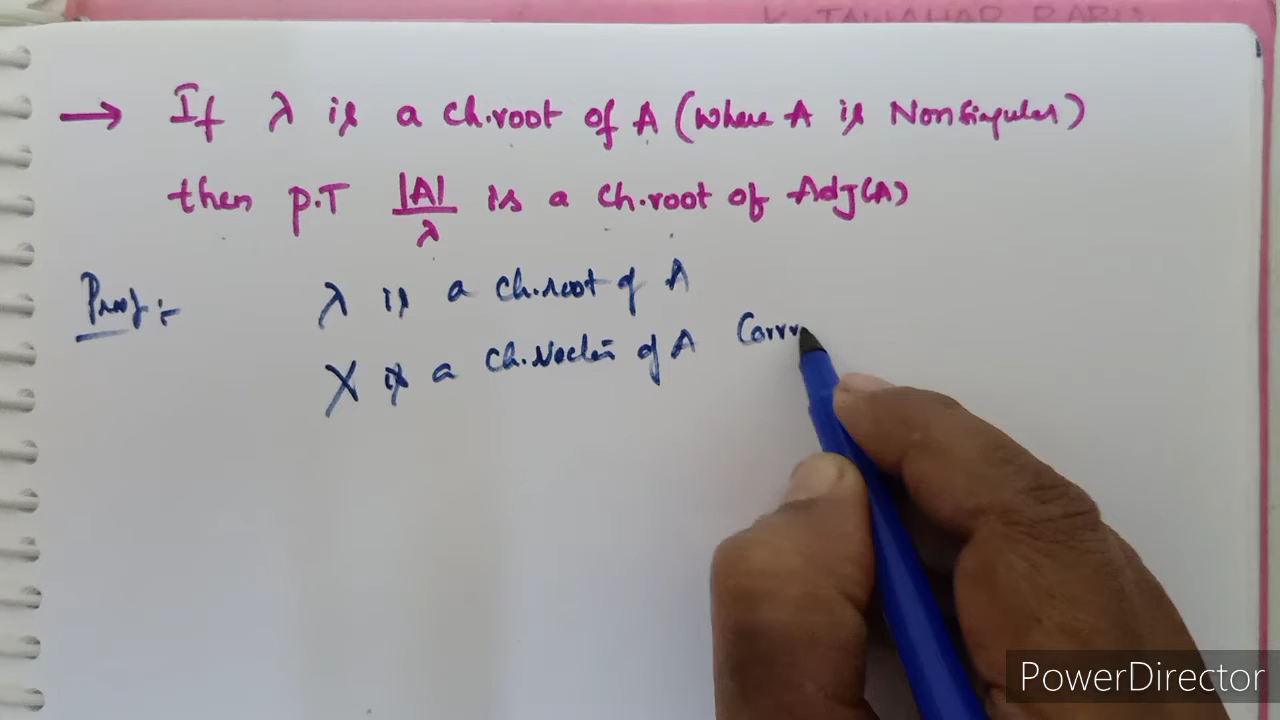 → If λ is a ch.root of A (where A is Nonsingular)
then p.T |A|/λ is a ch.root of Adj(A)
Proof :- λ is a ch.root of A
X is a ch.vector of A Corr
PowerDirector